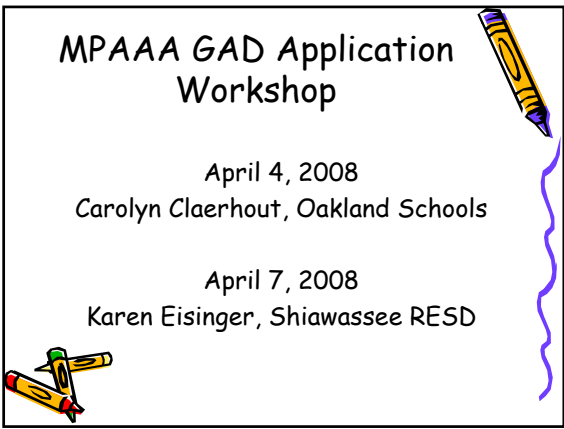 MPAAA GAD Application
Workshop
April 4, 2008
Carolyn Claerhout, Oakland Schools
April 7, 2008
Karen Eisinger, Shiawassee RESD